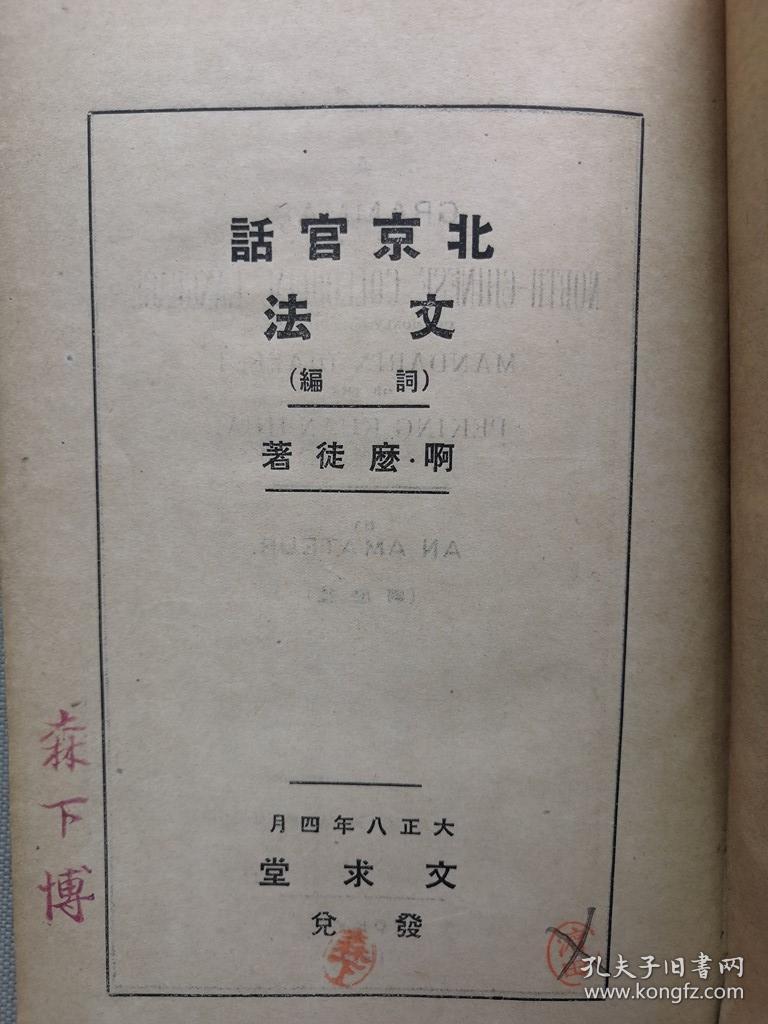 北京官話
文法
(詞編)
啊·麼徒著
大正八年四月
文求堂
發兌
森下博
孔夫子旧书网
www.kongfz.com